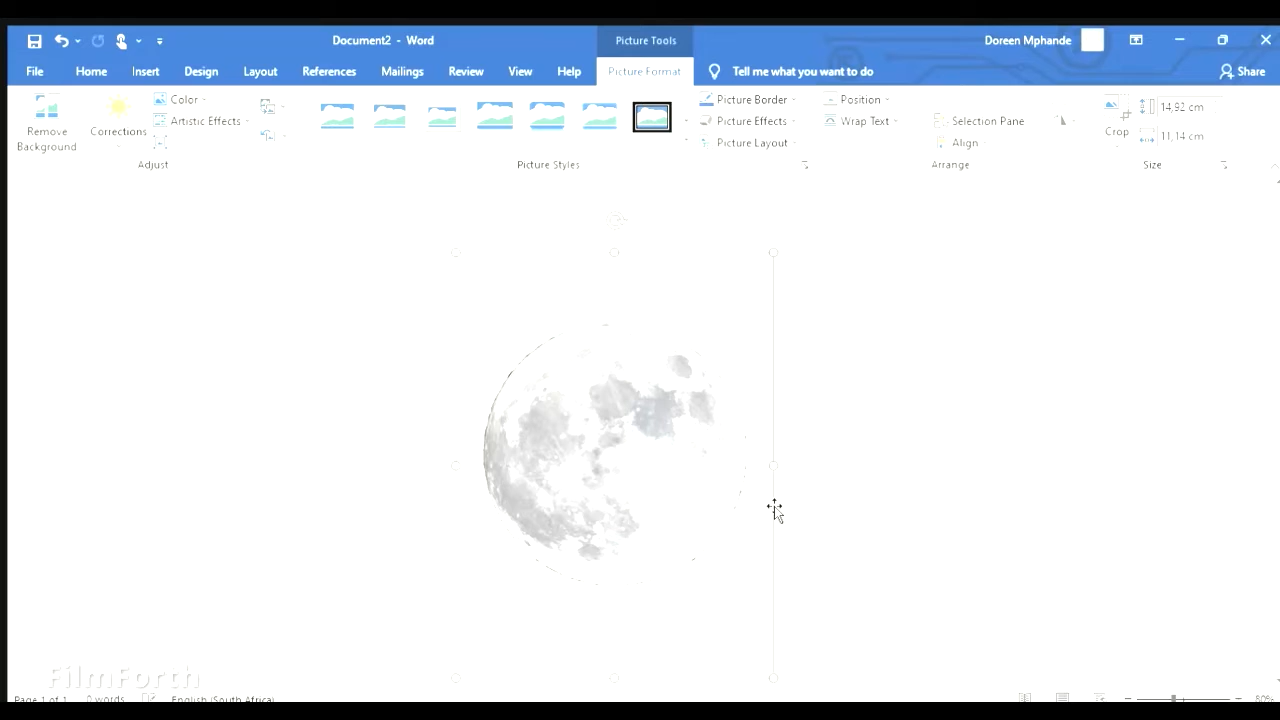 Document2 - Word
Picture Tools
Doreen Mphande
File Home Insert Design Layout References Mailings Review View Help Picture Format Tell me what you want to do Share
Remove Background
Corrections
Color
Artistic Effects
Adjust
Picture Styles
Picture Border
Picture Effects
Picture Layout
Position
Wrap Text
Selection Pane
Align
Arrange
Crop
14,92 cm
11,14 cm
Size
FilmForth
Page 1 of 1 0 words English (South Africa) 80%